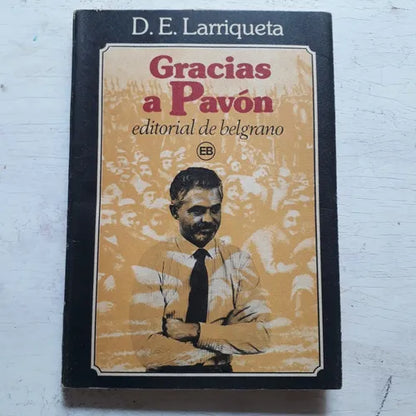 D. E. Larriqueta
Gracias
a Pavón
editorial de belgrano
EB